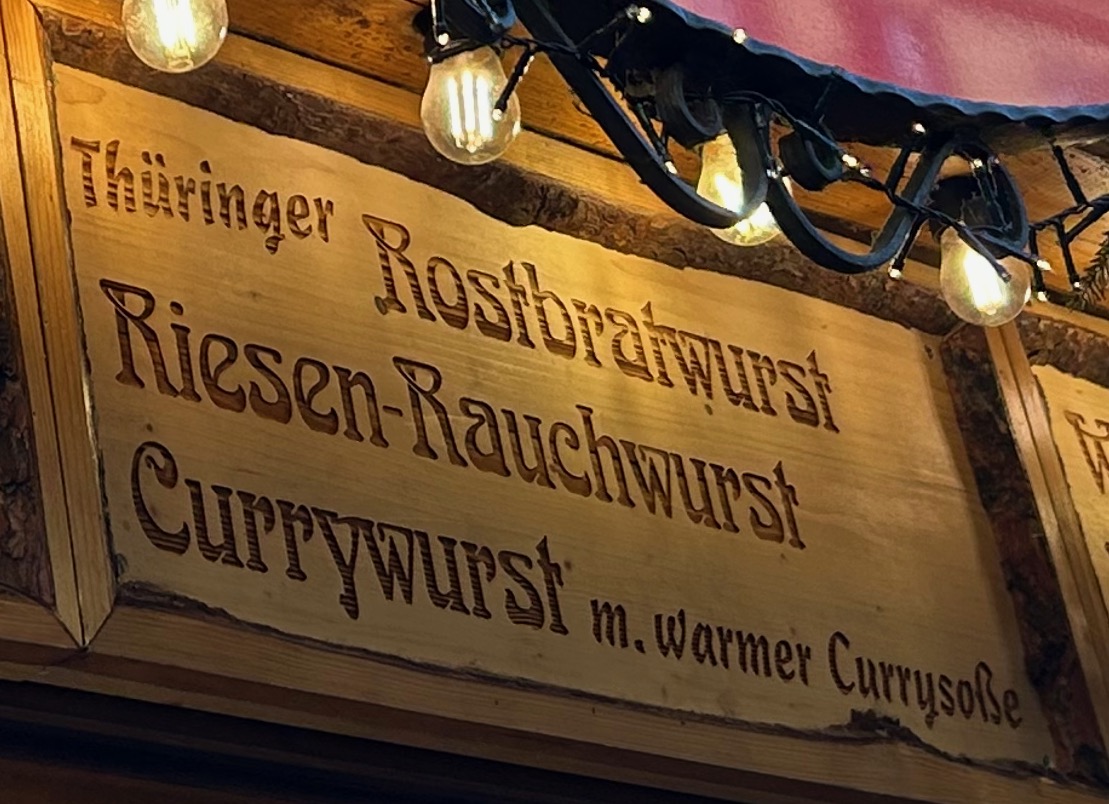 Thüringer Rostbratwurst
Riesen-Rauchwurst
Currywurst m. warmer Currysoße